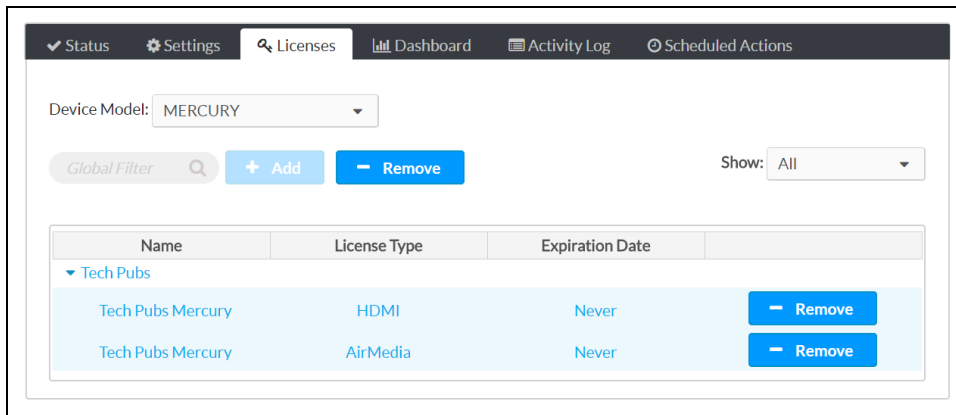 Status Settings Licenses Dashboard Activity Log Scheduled Actions
Device Model: MERCURY
Global Filter + Add − Remove Show: All
Name License Type Expiration Date
Tech Pubs
Tech Pubs Mercury HDMI Never − Remove
Tech Pubs Mercury AirMedia Never − Remove